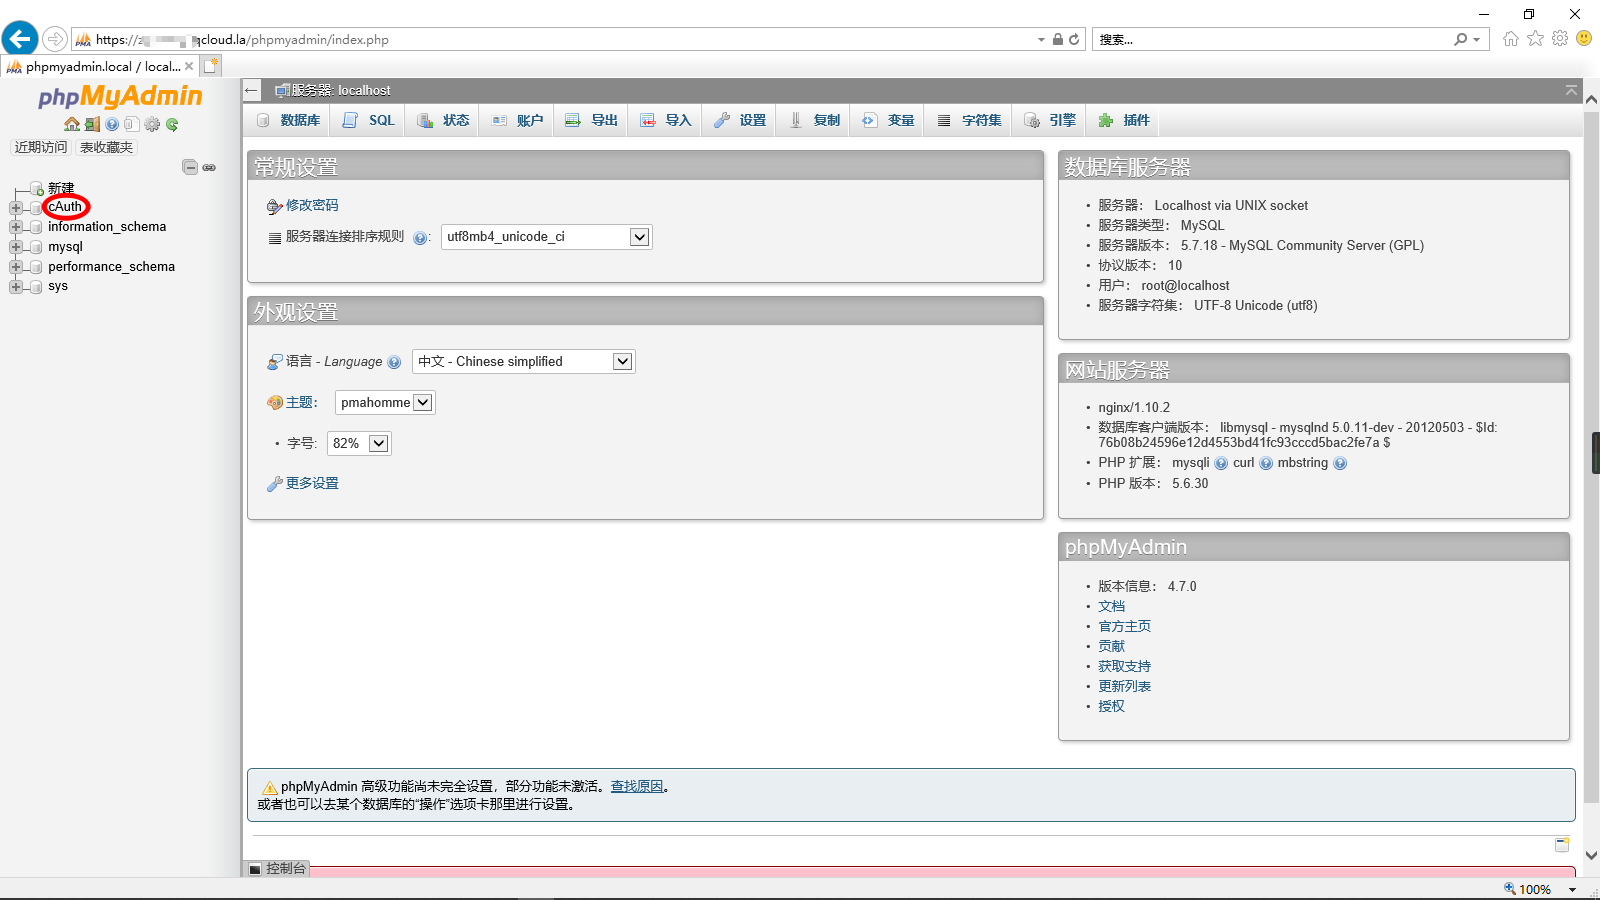 https://z qcloud.la/phpmyadmin/index.php
搜索...
phpmyadmin.local / local...
phpMyAdmin
近期访问 表收藏夹
新建
cAuth
information_schema
mysql
performance_schema
sys
服务器: localhost
数据库 SQL 状态 账户 导出 导入 设置 复制 变量 字符集 引擎 插件
常规设置
修改密码
服务器连接排序规则 : utf8mb4_unicode_ci
外观设置
语言 - Language 中文 - Chinese simplified
主题： pmahomme
• 字号: 82%
更多设置
数据库服务器
• 服务器： Localhost via UNIX socket
• 服务器类型： MySQL
• 服务器版本： 5.7.18 - MySQL Community Server (GPL)
• 协议版本： 10
• 用户： root@localhost
• 服务器字符集： UTF-8 Unicode (utf8)
网站服务器
• nginx/1.10.2
• 数据库客户端版本： libmysql - mysqlnd 5.0.11-dev - 20120503 - $Id:
76b08b24596e12d4553bd41fc93cccd5bac2fe7a $
• PHP 扩展： mysqli curl mbstring
• PHP 版本： 5.6.30
phpMyAdmin
• 版本信息： 4.7.0
• 文档
• 官方主页
• 贡献
• 获取支持
• 更新列表
• 授权
phpMyAdmin 高级功能尚未完全设置，部分功能未激活。查找原因。
或者也可以去某个数据库的“操作”选项卡那里进行设置。
控制台
100%